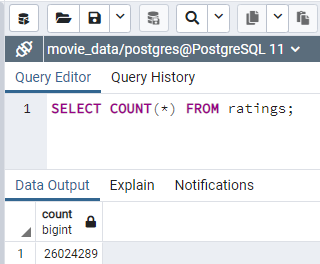 movie_data/postgres@PostgreSQL 11
Query Editor Query History
1 SELECT COUNT(*) FROM ratings;
Data Output Explain Notifications
count
bigint
1 26024289